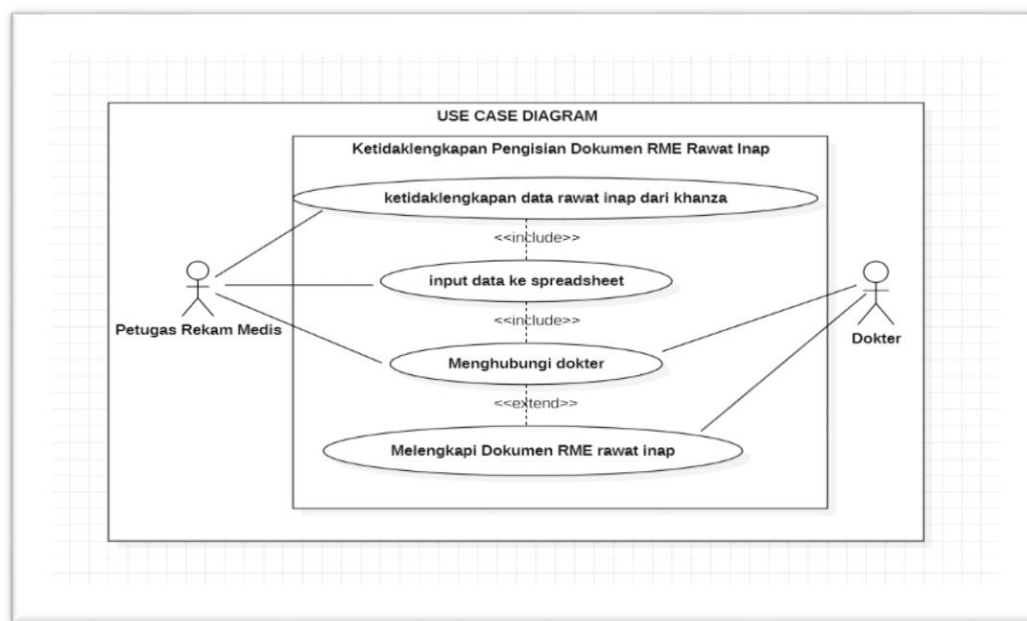 USE CASE DIAGRAM
Ketidaklengkapan Pengisian Dokumen RME Rawat Inap
ketidaklengkapan data rawat inap dari khanza
<<include>>
input data ke spreadsheet
<<include>>
Petugas Rekam Medis
Dokter
Menghubungi dokter
<<extend>>
Melengkapi Dokumen RME rawat inap